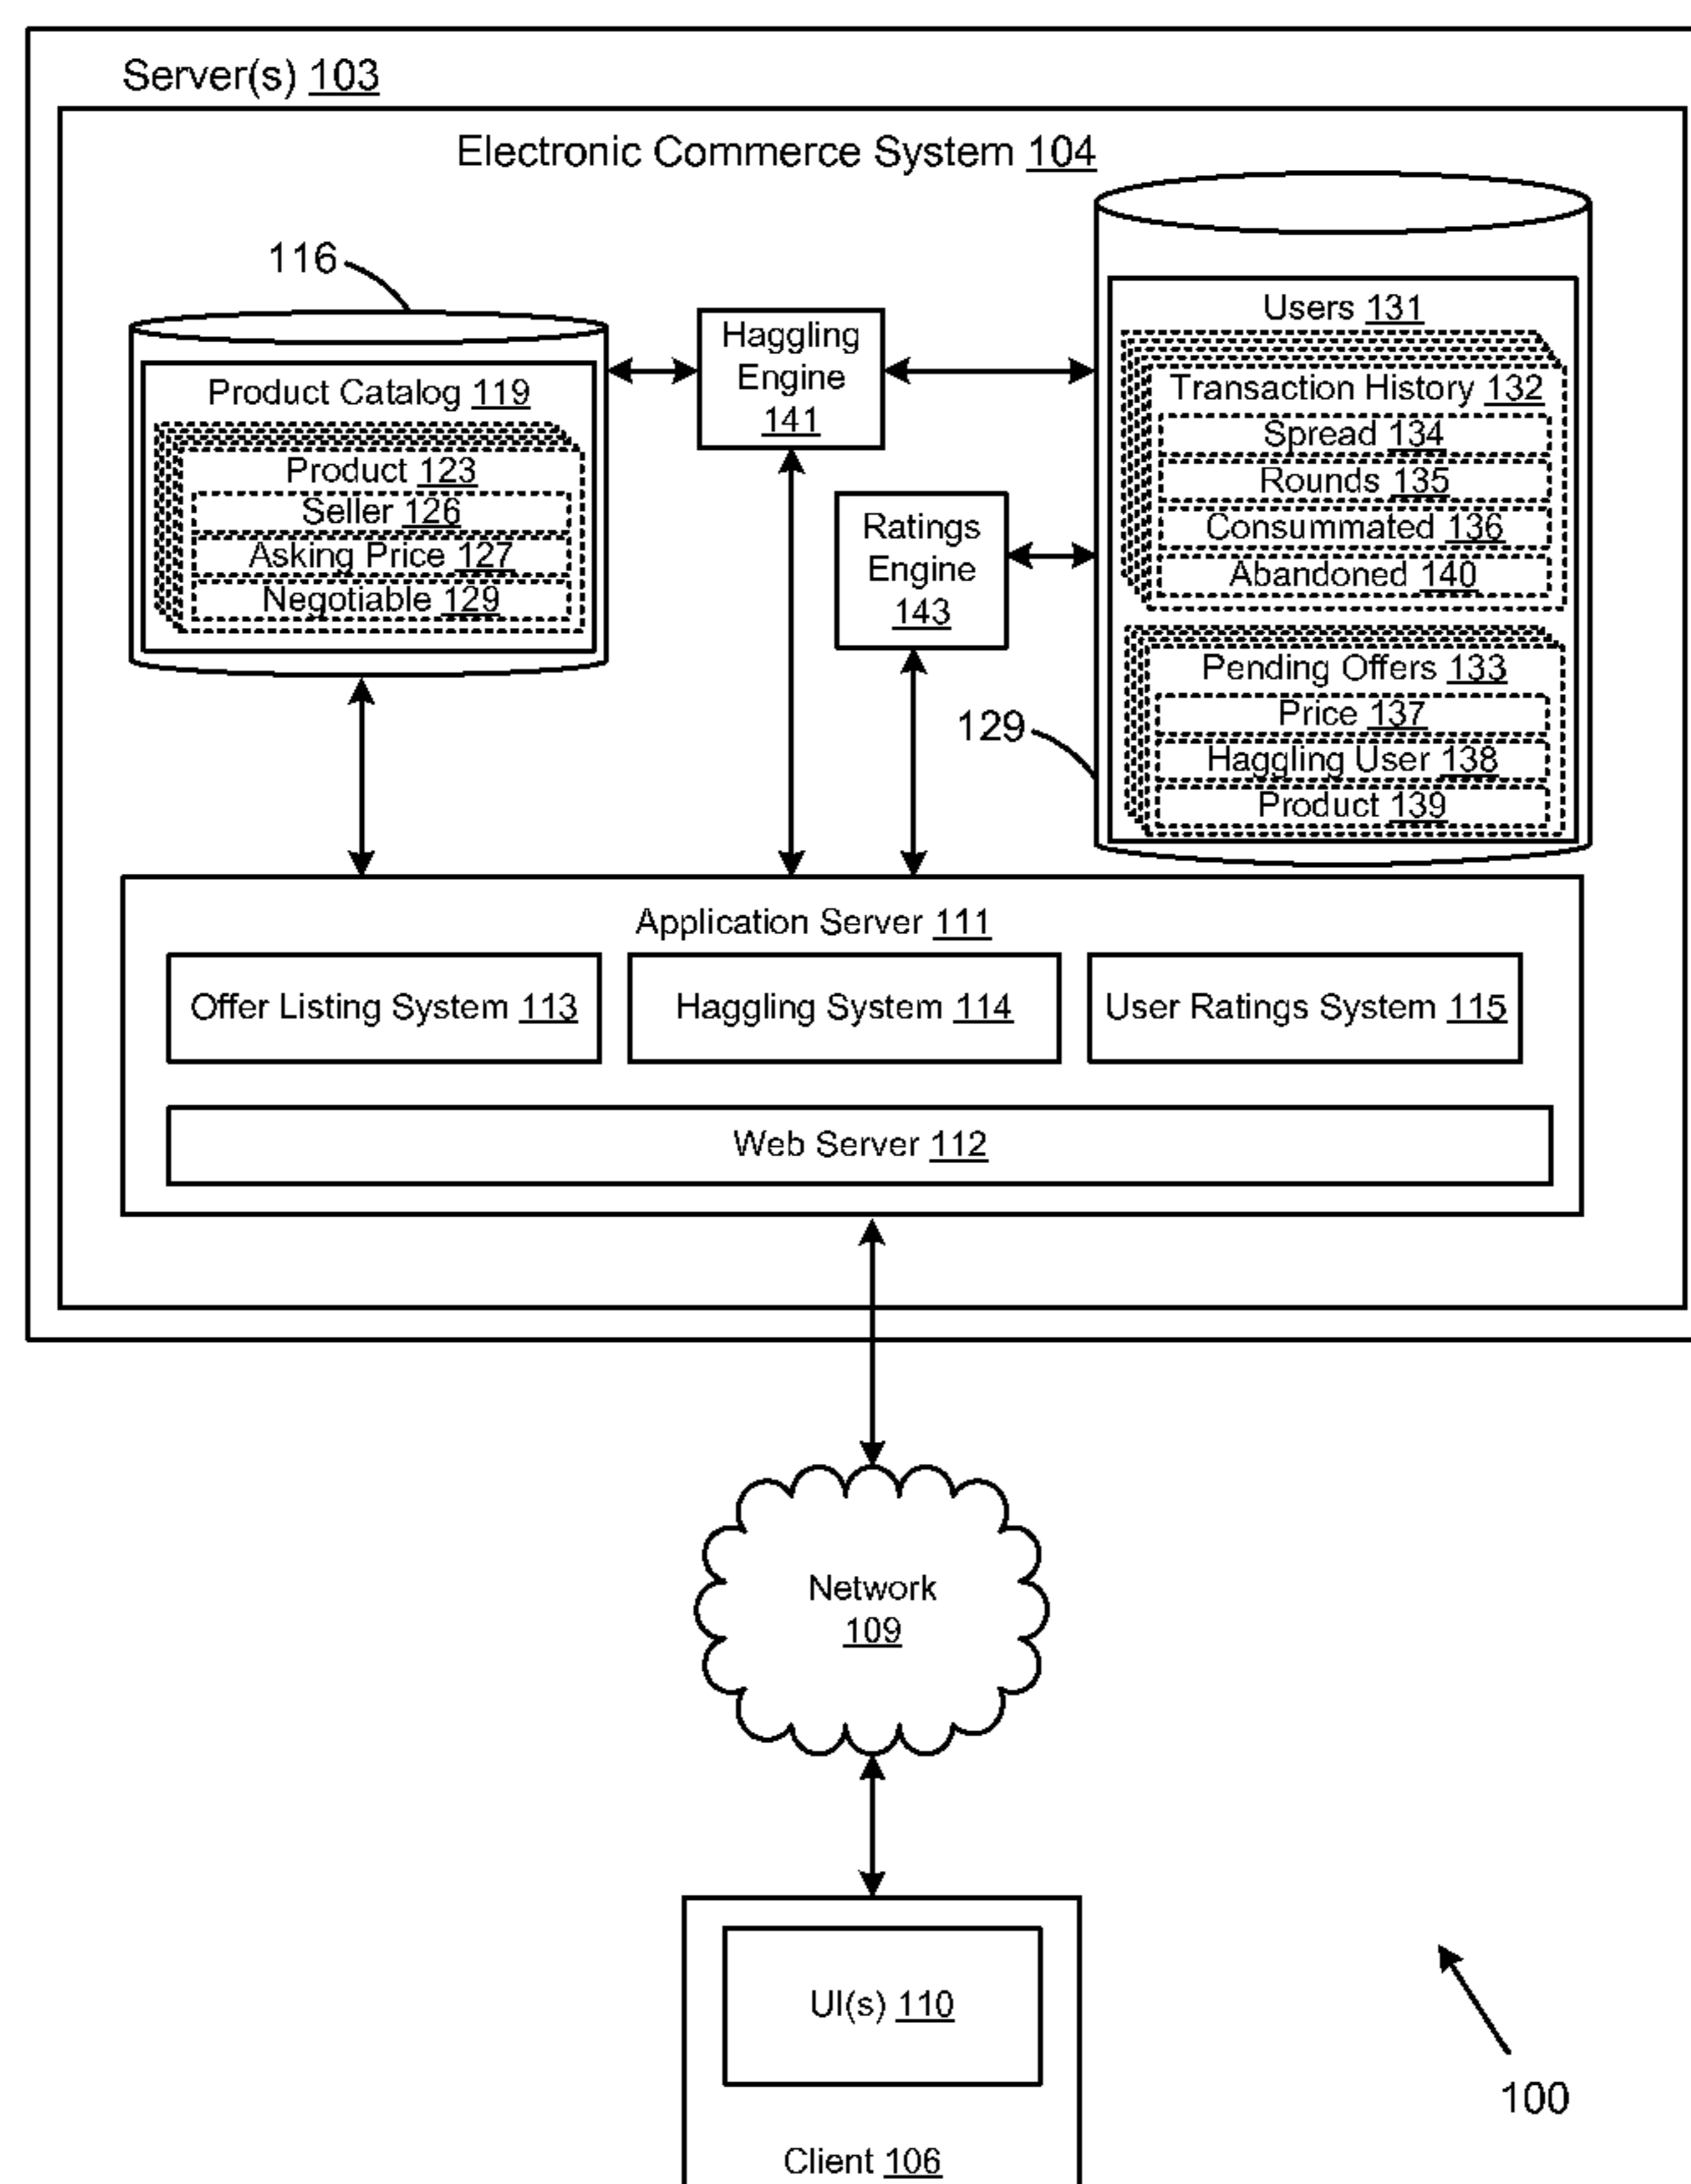 Server(s) 103
Electronic Commerce System 104
116
Product Catalog 119
Product 123
Seller 126
Asking Price 127
Negotiable 129
Haggling
Engine
141
Ratings
Engine
143
Users 131
Transaction History 132
Spread 134
Rounds 135
Consummated 136
Abandoned 140
Pending Offers 133
Price 137
Haggling User 138
Product 139
129
Application Server 111
Offer Listing System 113
Haggling System 114
User Ratings System 115
Web Server 112
Network
109
UI(s) 110
Client 106
100